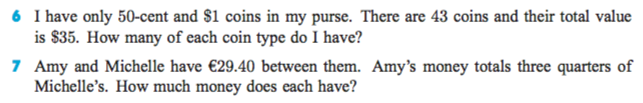 6 I have only 50-cent and $1 coins in my purse. There are 43 coins and their total value
is $35. How many of each coin type do I have?
7 Amy and Michelle have €29.40 between them. Amy's money totals three quarters of
Michelle's. How much money does each have?